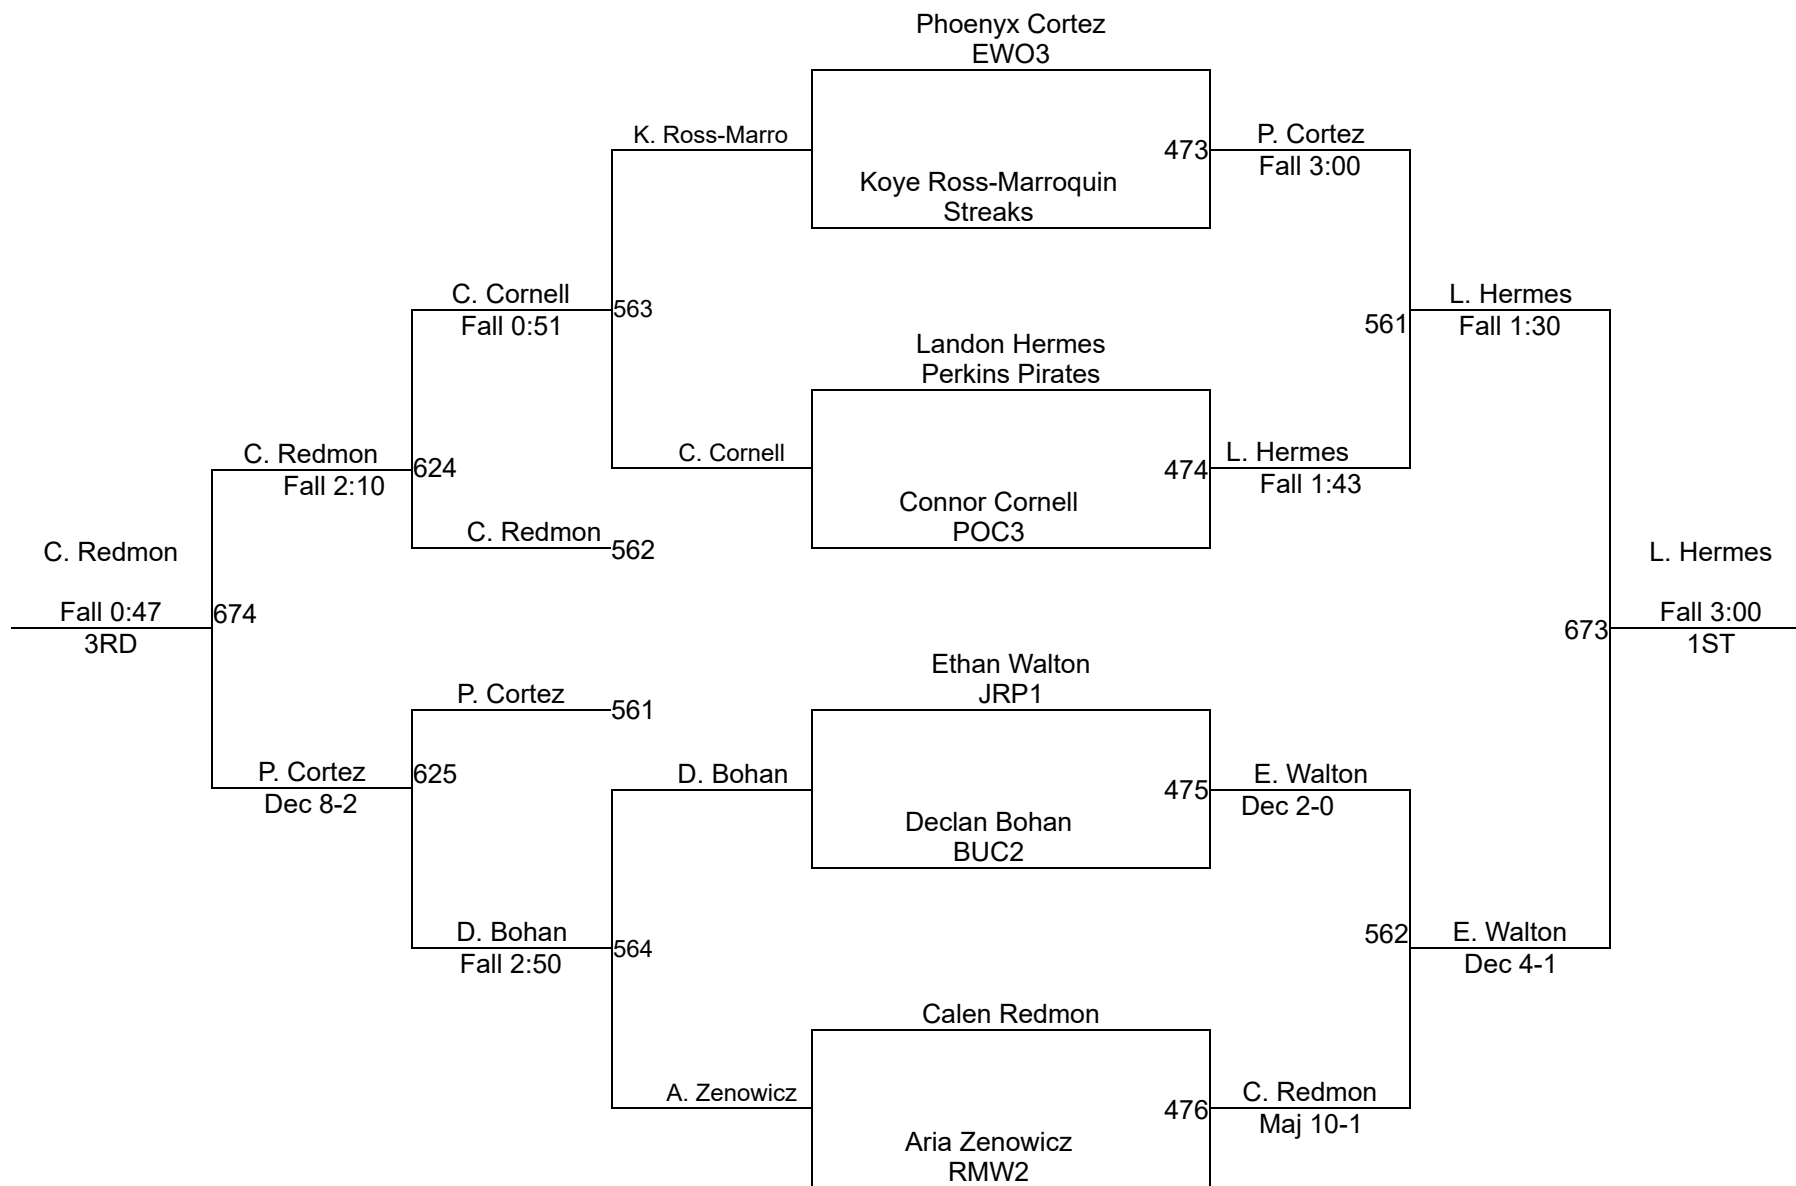 Phoenyx Cortez
EWO3
K. Ross-Marro
473
P. Cortez
Fall 3:00
Koye Ross-Marroquin
Streaks
C. Cornell
Fall 0:51
563
561
L. Hermes
Fall 1:30
Landon Hermes
Perkins Pirates
C. Redmon
Fall 2:10
624
C. Cornell
474
L. Hermes
Fall 1:43
Connor Cornell
POC3
C. Redmon
562
C. Redmon
Fall 0:47
3RD
674
L. Hermes
Fall 3:00
1ST
673
Ethan Walton
JRP1
P. Cortez
561
P. Cortez
Dec 8-2
625
D. Bohan
475
E. Walton
Dec 2-0
Declan Bohan
BUC2
D. Bohan
Fall 2:50
564
562
E. Walton
Dec 4-1
Calen Redmon
A. Zenowicz
476
C. Redmon
Maj 10-1
Aria Zenowicz
RMW2